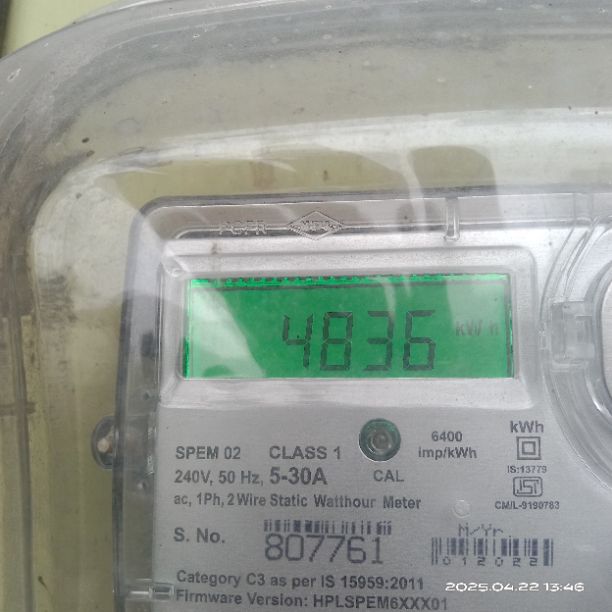 4836 kWh
6400
imp/kWh
kWh
SPEM 02 CLASS 1
240V, 50 Hz, 5-30A
CAL
IS:13779
ac, 1Ph, 2 Wire Static Watthour Meter
CM/L-9190783
S. No.
807761
M/Yr
012022
Category C3 as per IS 15959:2011
Firmware Version: HPLSPEM6XXX01
2025.04.22 13:46